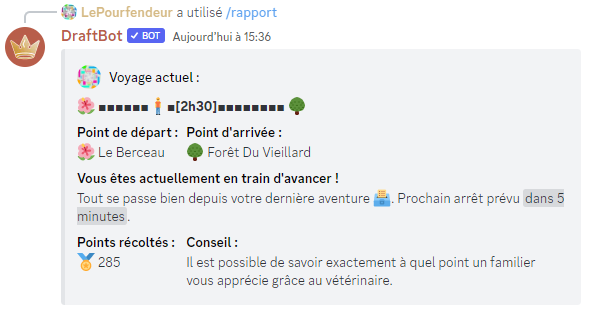 LePourfendeur a utilisé /rapport
DraftBot ✓ BOT Aujourd'hui à 15:36
Voyage actuel :
[2h30]
Point de départ : Point d'arrivée :
Le Berceau Forêt Du Vieillard
Vous êtes actuellement en train d'avancer !
Tout se passe bien depuis votre dernière aventure. Prochain arrêt prévu dans 5
minutes.
Points récoltés : Conseil :
285 Il est possible de savoir exactement à quel point un familier
vous apprécie grâce au vétérinaire.